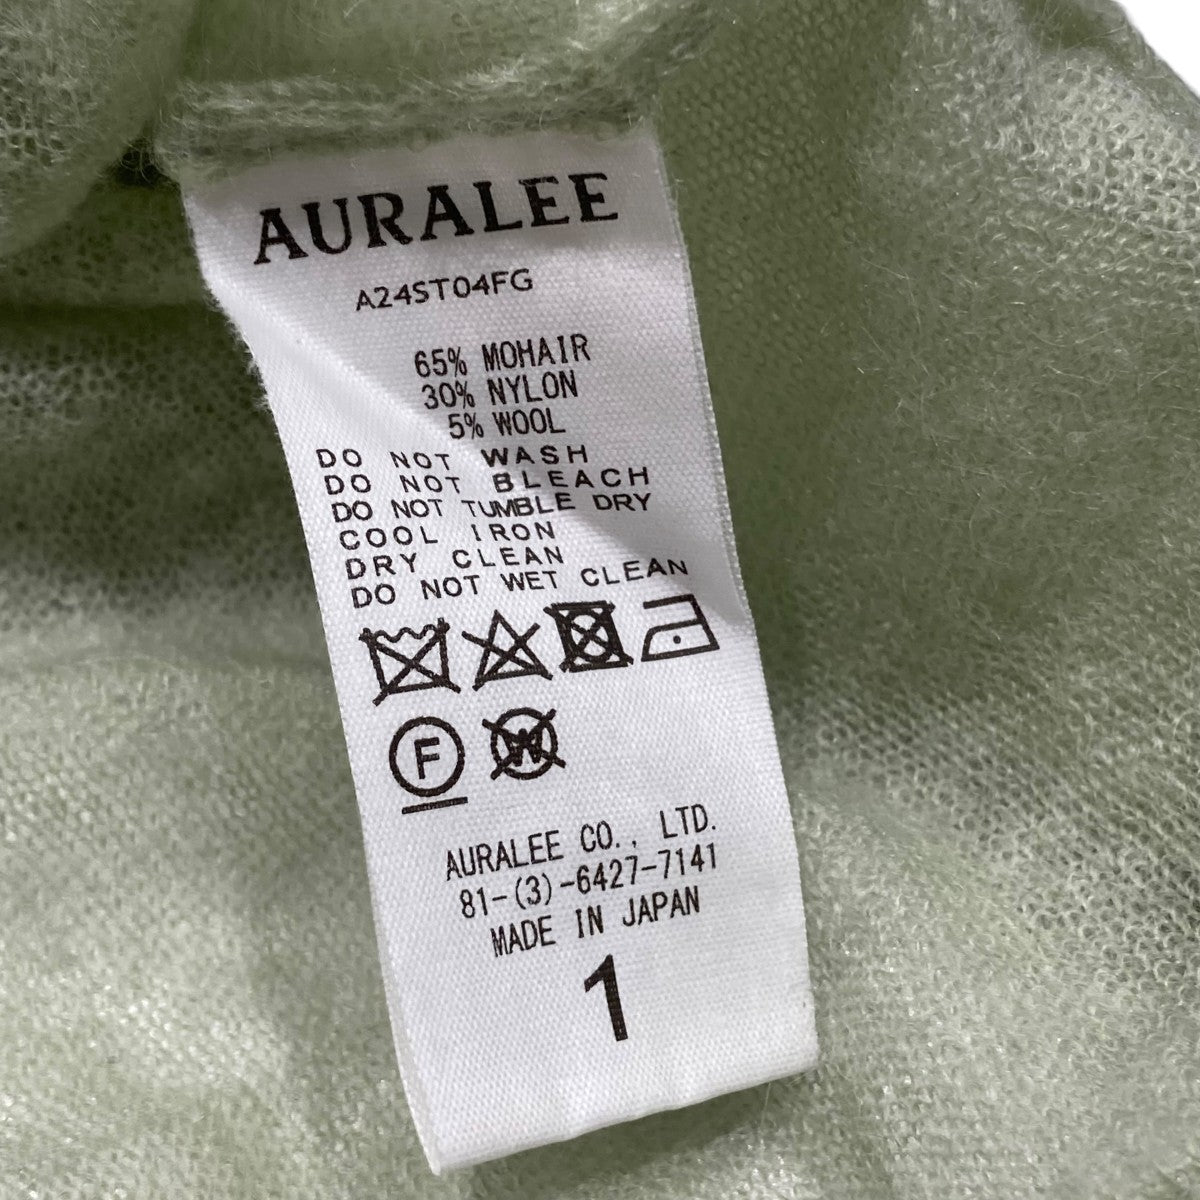 AURALEE
A24ST04FG
65% MOHAIR
30% NYLON
5% WOOL
DO NOT WASH
DO NOT BLEACH
DO NOT TUMBLE DRY
COOL IRON
DRY CLEAN
DO NOT WET CLEAN
F W
AURALEE CO., LTD.
81-(3)-6427-7141
MADE IN JAPAN
1